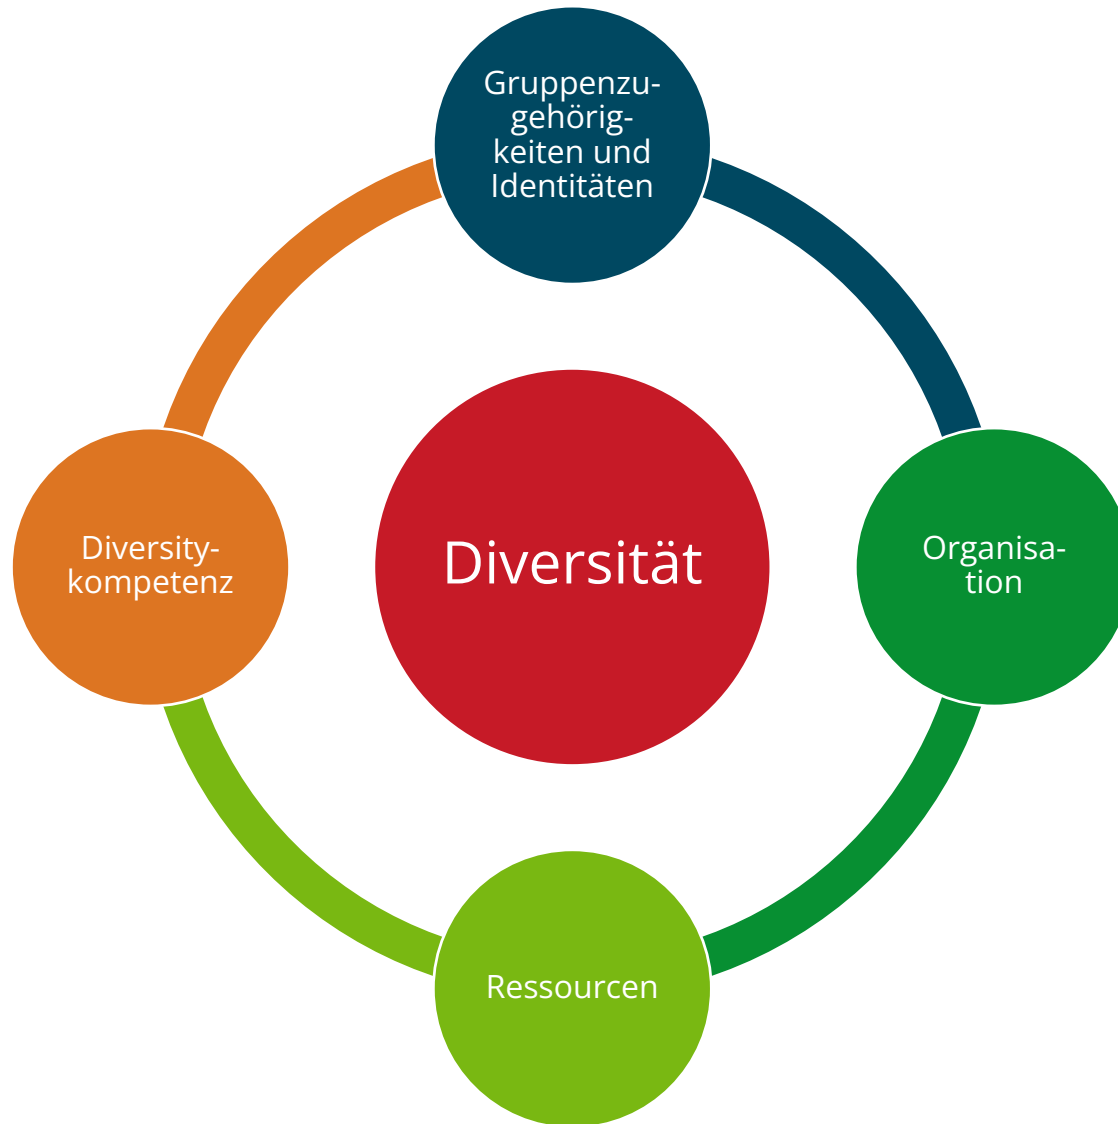 Gruppenzu-
gehörig-
keiten und
Identitäten
Diversity-
kompetenz
Diversität
Organisa-
tion
Ressourcen